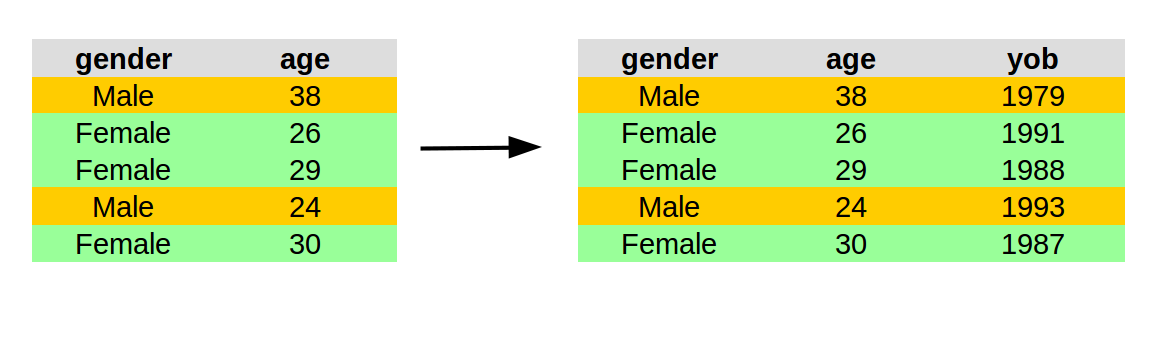 gender age
Male 38
Female 26
Female 29
Male 24
Female 30
gender age yob
Male 38 1979
Female 26 1991
Female 29 1988
Male 24 1993
Female 30 1987